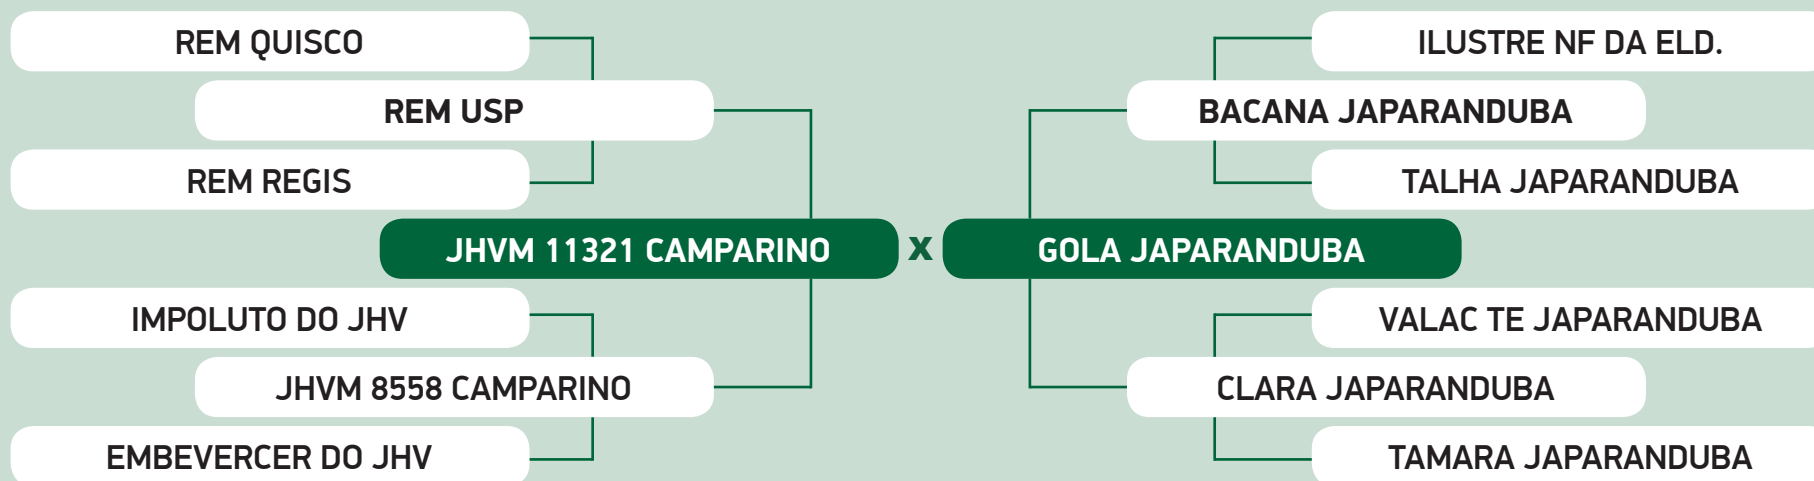 REM QUISCO
ILUSTRE NF DA ELD.
REM USP
BACANA JAPARANDUBA
REM REGIS
TALHA JAPARANDUBA
JHVM 11321 CAMPARINO X GOLA JAPARANDUBA
IMPOLUTO DO JHV
VALAC TE JAPARANDUBA
JHVM 8558 CAMPARINO
CLARA JAPARANDUBA
EMBEVERCER DO JHV
TAMARA JAPARANDUBA